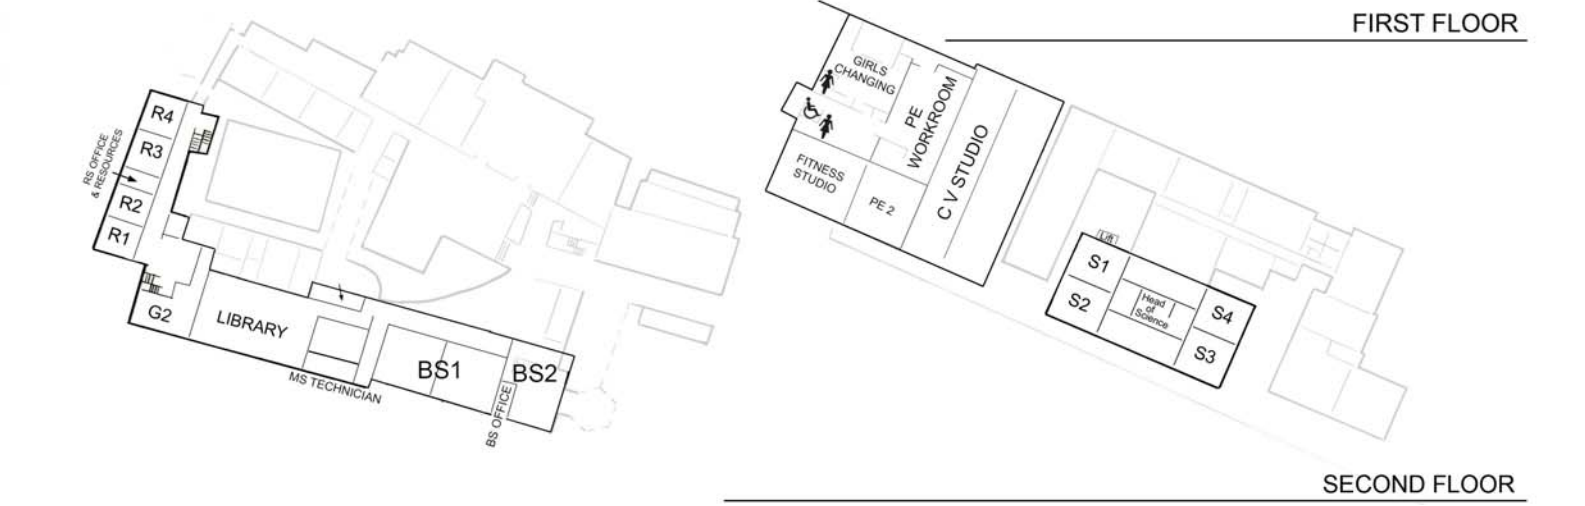 FIRST FLOOR
R4
R3
RS OFFICE
& RESOURCES
R2
R1
G2
LIBRARY
MS TECHNICIAN
BS1
BS2
BS OFFICE
GIRLS
CHANGING
PE
WORKROOM
C V STUDIO
FITNESS
STUDIO
PE 2
Lift
S1
S2
Head
of
Science
S4
S3
SECOND FLOOR